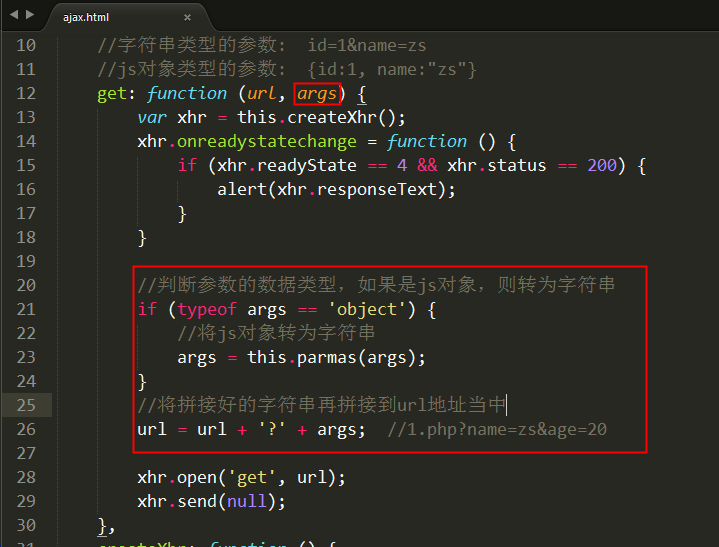 ajax.html ×
10 //字符串类型的参数: id=1&name=zs
11 //js对象类型的参数: {id:1, name:"zs"}
12 get: function (url, args) {
13 var xhr = this.createXhr();
14 xhr.onreadystatechange = function () {
15 if (xhr.readyState == 4 && xhr.status == 200) {
16 alert(xhr.responseText);
17 }
18 }
19
20 //判断参数的数据类型，如果是js对象，则转为字符串
21 if (typeof args == 'object') {
22 //将js对象转为字符串
23 args = this.parmas(args);
24 }
25 //将拼接好的字符串再拼接到url地址当中
26 url = url + '?' + args; //1.php?name=zs&age=20
27
28 xhr.open('get', url);
29 xhr.send(null);
30 },
31 createXhr: function () {